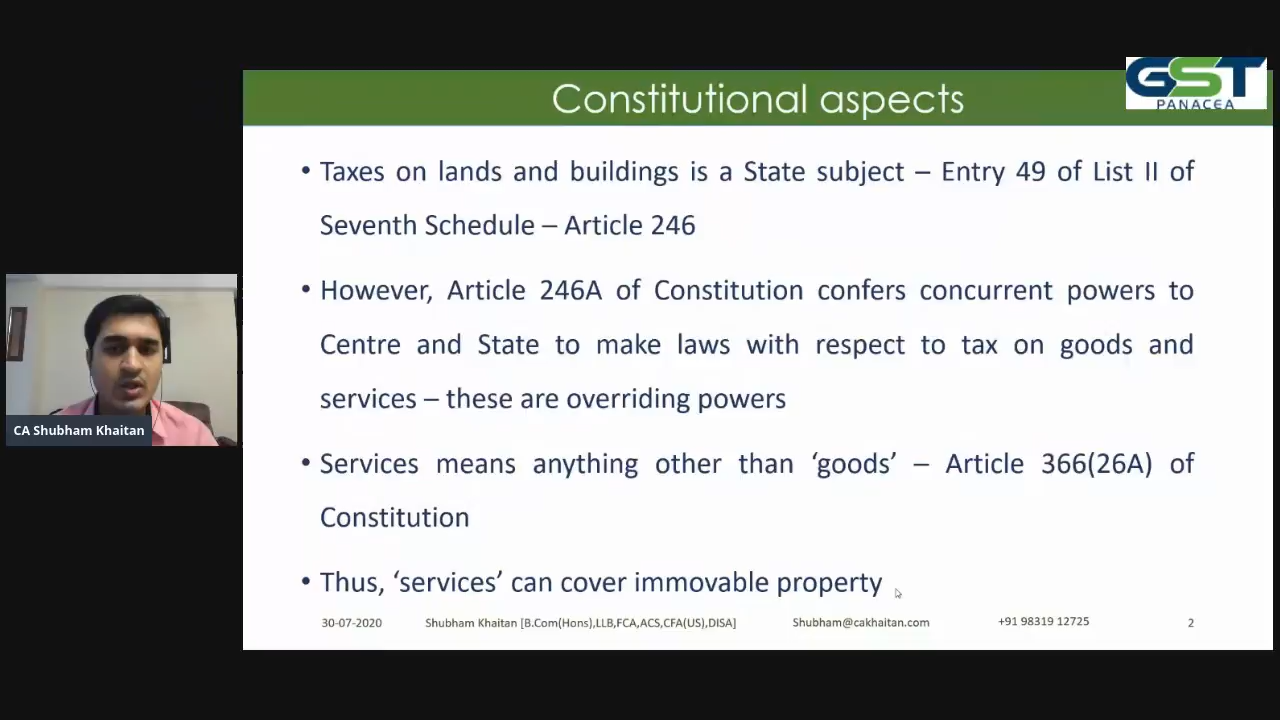 GST
PANACEA
Constitutional aspects
• Taxes on lands and buildings is a State subject – Entry 49 of List II of
Seventh Schedule – Article 246
• However, Article 246A of Constitution confers concurrent powers to
Centre and State to make laws with respect to tax on goods and
services – these are overriding powers
• Services means anything other than ‘goods’ – Article 366(26A) of
Constitution
• Thus, ‘services’ can cover immovable property
30-07-2020 Shubham Khaitan [B.Com(Hons),LLB,FCA,ACS,CFA(US),DISA] Shubham@cakhaitan.com +91 98319 12725 2
CA Shubham Khaitan